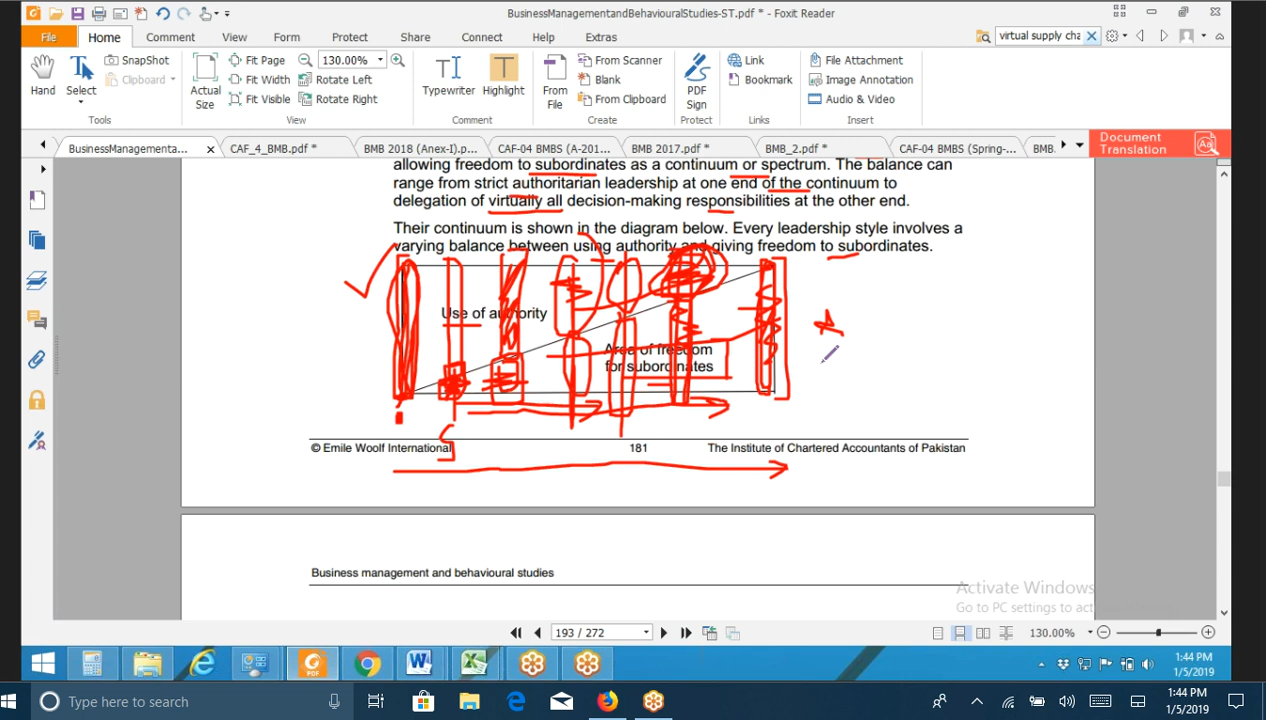 BusinessManagementandBehaviouralStudies-ST.pdf * - Foxit Reader
File Home Comment View Form Protect Share Connect Help Extras
virtual supply cha
Hand
Select
SnapShot
Clipboard
Actual Size
Fit Page
Fit Width
Fit Visible
130.00%
Rotate Left
Rotate Right
Typewriter
Highlight
From File
From Scanner
Blank
From Clipboard
PDF Sign
Link
Bookmark
File Attachment
Image Annotation
Audio & Video
Tools View Comment Create Protect Links Insert
BusinessManagementa... CAF_4_BMB.pdf * BMB 2018 (Anex-I).p... CAF-04 BMBS (A-201... BMB 2017.pdf * BMB_2.pdf * CAF-04 BMBS (Spring-... BMB.
Document Translation
allowing freedom to subordinates as a continuum or spectrum. The balance can
range from strict authoritarian leadership at one end of the continuum to
delegation of virtually all decision-making responsibilities at the other end.
Their continuum is shown in the diagram below. Every leadership style involves a
varying balance between using authority and giving freedom to subordinates.
Use of authority
Area of freedom
for subordinates
© Emile Woolf International 181 The Institute of Chartered Accountants of Pakistan
Business management and behavioural studies
Activate Windows
Go to PC settings to act
193 / 272
130.00%
1:44 PM
1/5/2019
Type here to search
1:44 PM
1/5/2019